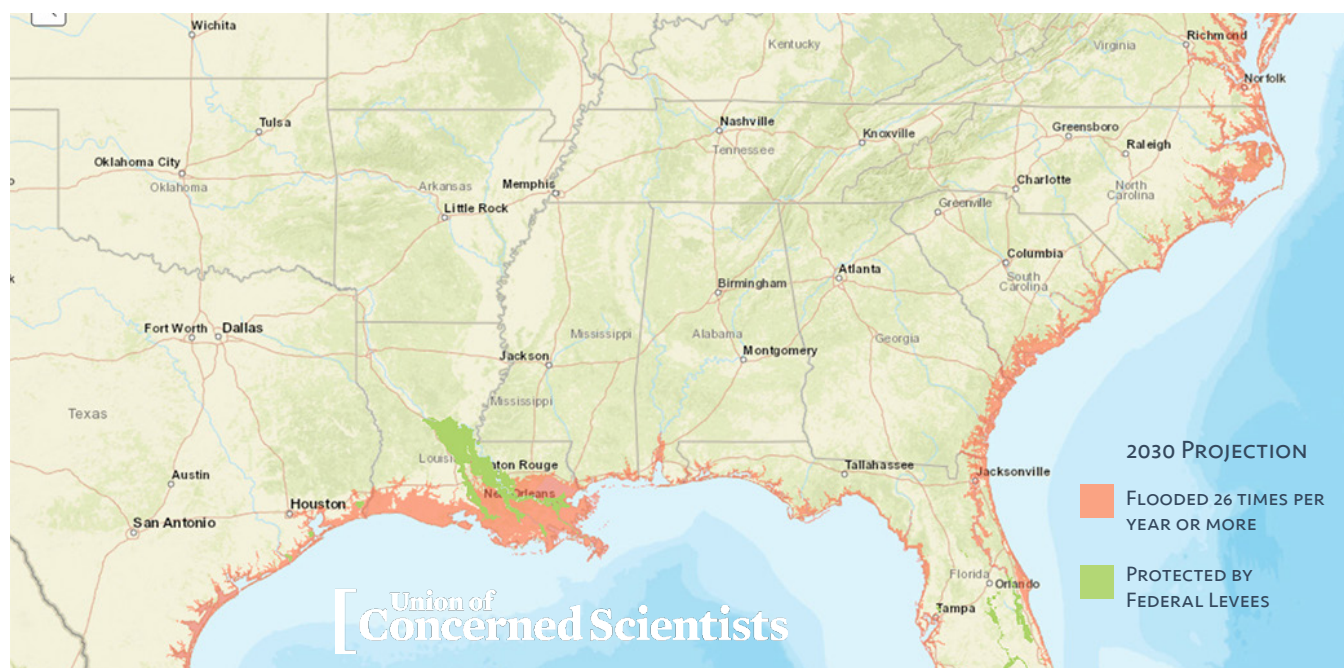 Wichita
Kentucky
Virginia
Richmond
Norfolk
Tulsa
Nashville
Tennessee
Knoxville
Greensboro
Raleigh
Oklahoma City
Oklahoma
Arkansas
Memphis
Little Rock
Charlotte
North
Carolina
Greenville
Columbia
South
Carolina
Atlanta
Birmingham
Fort Worth
Dallas
Mississippi
Alabama
Georgia
Jackson
Montgomery
Mississippi
Texas
Louisi
nton Rouge
New Orleans
Tallahassee
Jacksonville
Austin
Houston
San Antonio
Florida
Orlando
Tampa
2030 Projection
Flooded 26 times per
year or more
Protected by
Federal Levees
Union of
Concerned Scientists